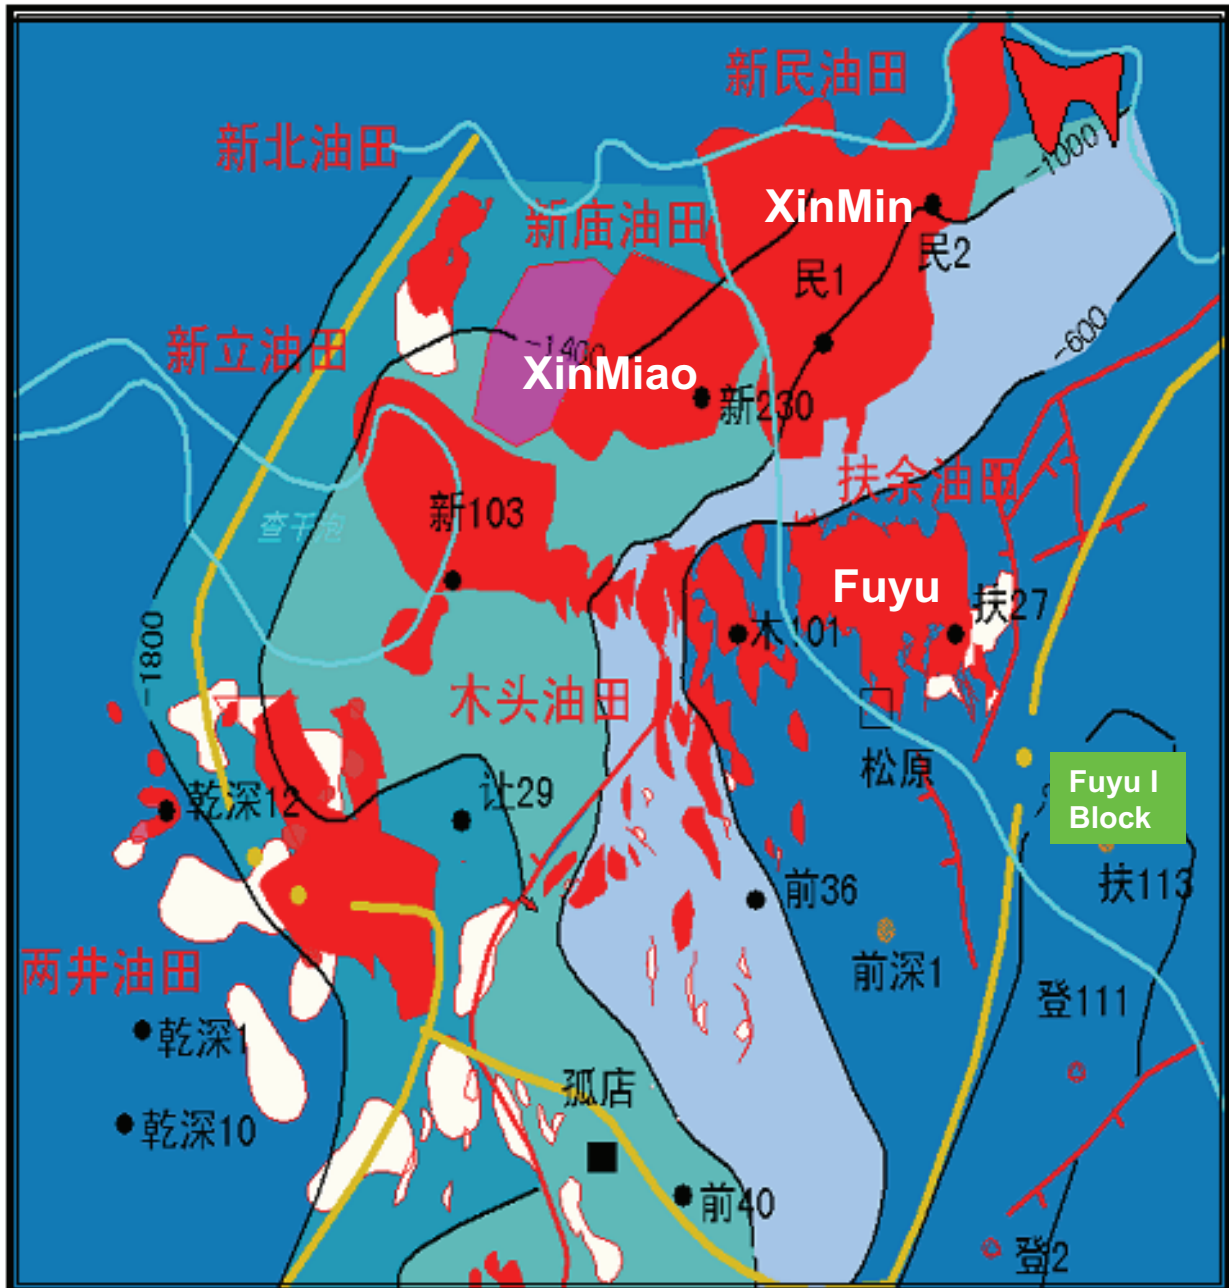 新民油田
新北油田
-1000
XinMin
新庙油田
民2
民1
-600
新立油田
-1400
XinMiao
新230
扶余油田
新103
查干泡
Fuyu
扶27
木101
-1800
木头油田
松原
Fuyu I
Block
乾深12
让29
扶113
前36
两井油田
前深1
登111
乾深1
孤店
乾深10
前40
登2